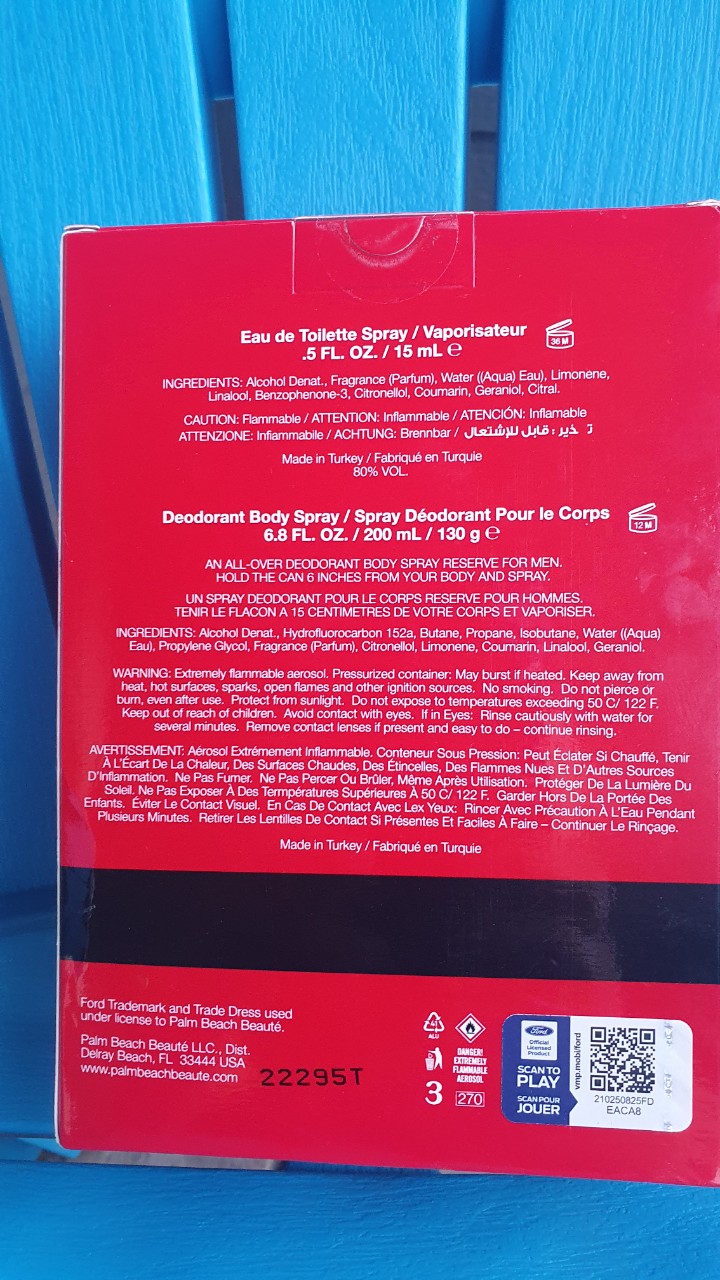 Eau de Toilette Spray / Vaporisateur
.5 FL. OZ. / 15 mL ℮
36 M
INGREDIENTS: Alcohol Denat., Fragrance (Parfum), Water ((Aqua) Eau), Limonene,
Linalool, Benzophenone-3, Citronellol, Coumarin, Geraniol, Citral.
CAUTION: Flammable / ATTENTION: Inflammable / ATENCIÓN: Inflamable
ATTENZIONE: Infiammabile / ACHTUNG: Brennbar / تحذير: قابل للإشتعال
Made in Turkey / Fabriqué en Turquie
80% VOL.
Deodorant Body Spray / Spray Déodorant Pour le Corps
6.8 FL. OZ. / 200 mL / 130 g ℮
12 M
AN ALL-OVER DEODORANT BODY SPRAY RESERVE FOR MEN.
HOLD THE CAN 6 INCHES FROM YOUR BODY AND SPRAY.
UN SPRAY DEODORANT POUR LE CORPS RESERVE POUR HOMMES.
TENIR LE FLACON A 15 CENTIMETRES DE VOTRE CORPS ET VAPORISER.
INGREDIENTS: Alcohol Denat., Hydrofluorocarbon 152a, Butane, Propane, Isobutane, Water ((Aqua)
Eau), Propylene Glycol, Fragrance (Parfum), Citronellol, Limonene, Coumarin, Linalool, Geraniol.
WARNING: Extremely flammable aerosol. Pressurized container: May burst if heated. Keep away from
heat, hot surfaces, sparks, open flames and other ignition sources. No smoking. Do not pierce or
burn, even after use. Protect from sunlight. Do not expose to temperatures exceeding 50 C/ 122 F.
Keep out of reach of children. Avoid contact with eyes. If in Eyes: Rinse cautiously with water for
several minutes. Remove contact lenses if present and easy to do – continue rinsing.
AVERTISSEMENT: Aérosol Extrémement Inflammable. Conteneur Sous Pression: Peut Éclater Si Chauffé, Tenir
À L'Écart De La Chaleur, Des Surfaces Chaudes, Des Étincelles, Des Flammes Nues Et D'Autres Sources
D'Inflammation. Ne Pas Fumer. Ne Pas Percer Ou Brûler, Même Après Utilisation. Protéger De La Lumière Du
Soleil. Ne Pas Exposer À Des Termpératures Supérieures À 50 C/ 122 F. Garder Hors De La Portée Des
Enfants. Éviter Le Contact Visuel. En Cas De Contact Avec Lex Yeux: Rincer Avec Précaution À L'Eau Pendant
Plusieurs Minutes. Retirer Les Lentilles De Contact Si Présentes Et Faciles À Faire – Continuer Le Rinçage.
Made in Turkey / Fabriqué en Turquie
Ford Trademark and Trade Dress used
under license to Palm Beach Beauté.
Palm Beach Beauté LLC., Dist.
Delray Beach, FL 33444 USA
www.palmbeachbeaute.com
22295T
41
ALU
DANGER!
EXTREMELY
FLAMMABLE
AEROSOL
3
270
Ford
Official
Licensed
Product
SCAN TO
PLAY
SCAN POUR
JOUER
vmp.mobi/ford
210250825FD
EACA8